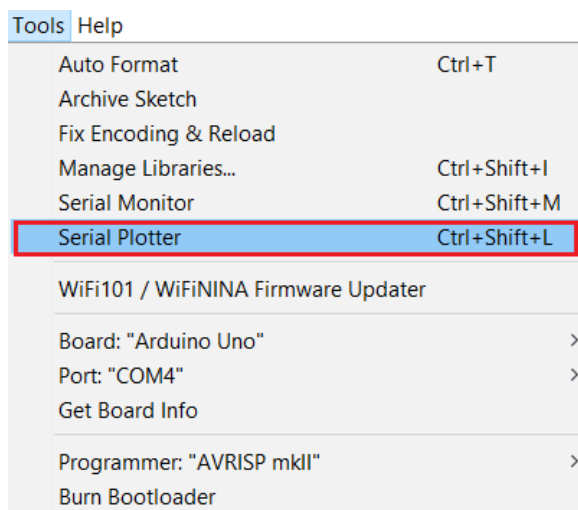 Tools Help
Auto Format Ctrl+T
Archive Sketch
Fix Encoding & Reload
Manage Libraries... Ctrl+Shift+I
Serial Monitor Ctrl+Shift+M
Serial Plotter Ctrl+Shift+L
WiFi101 / WiFiNINA Firmware Updater
Board: "Arduino Uno"
Port: "COM4"
Get Board Info
Programmer: "AVRISP mkII"
Burn Bootloader